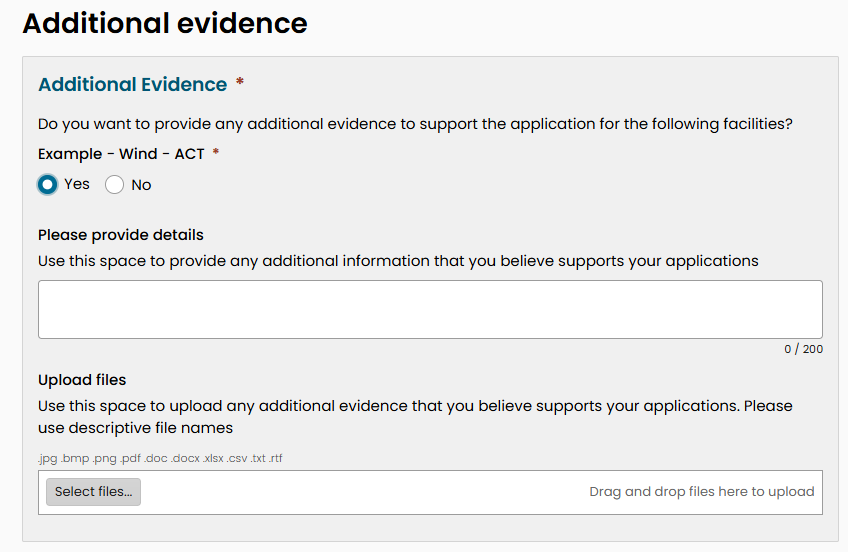 Additional evidence
Additional Evidence *
Do you want to provide any additional evidence to support the application for the following facilities?
Example - Wind - ACT *
Yes No
Please provide details
Use this space to provide any additional information that you believe supports your applications
0 / 200
Upload files
Use this space to upload any additional evidence that you believe supports your applications. Please
use descriptive file names
.jpg .bmp .png .pdf .doc .docx .xlsx .csv .txt .rtf
Select files... Drag and drop files here to upload